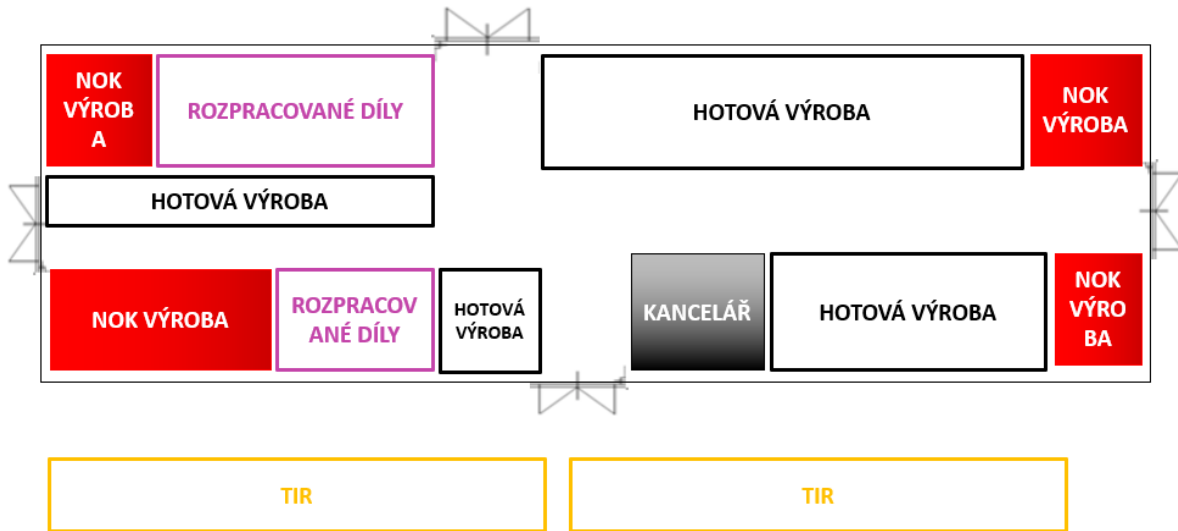 NOK
VÝROB
A
ROZPRACOVANÉ DÍLY
HOTOVÁ VÝROBA
NOK
VÝROBA
HOTOVÁ VÝROBA
NOK VÝROBA
ROZPRACOV
ANÉ DÍLY
HOTOVÁ
VÝROBA
KANCELÁŘ
HOTOVÁ VÝROBA
NOK
VÝRO
BA
TIR
TIR